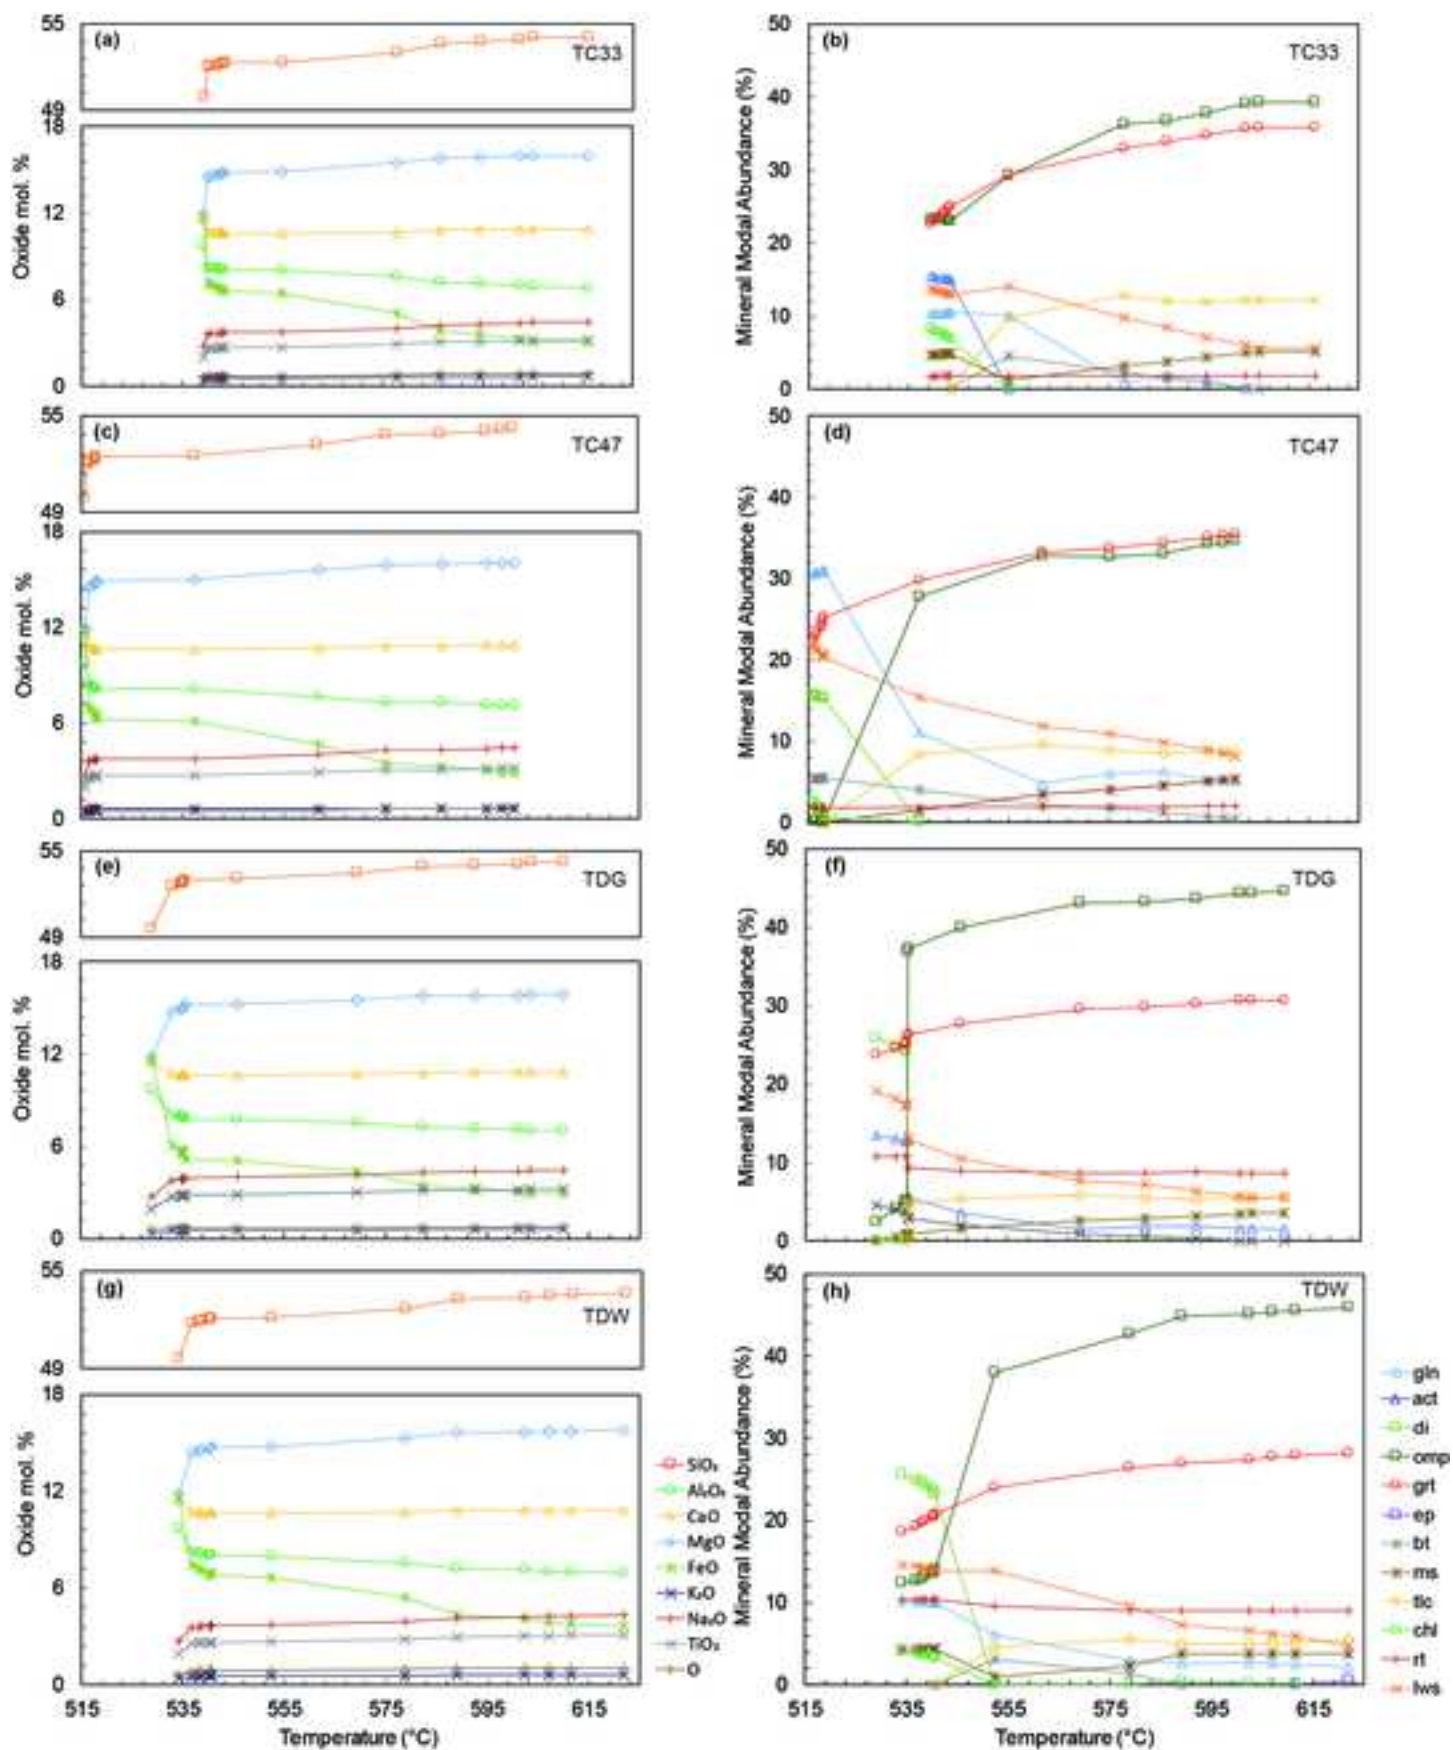 (a)
TC33
55
49
18
12
6
0
Oxide mol. %
(b)
TC33
50
40
30
20
10
0
Mineral Modal Abundance (%)
(c)
TC47
55
49
18
12
6
0
Oxide mol. %
(d)
TC47
50
40
30
20
10
0
Mineral Modal Abundance (%)
(e)
TDG
55
49
18
12
6
0
Oxide mol. %
(f)
TDG
50
40
30
20
10
0
Mineral Modal Abundance (%)
(g)
TDW
55
49
18
12
6
0
Oxide mol. %
515 535 555 575 595 615
Temperature (°C)
SiO₂
Al₂O₃
CaO
MgO
FeO
K₂O
Na₂O
TiO₂
O
(h)
TDW
50
40
30
20
10
0
Mineral Modal Abundance (%)
515 535 555 575 595 615
Temperature (°C)
gln
act
di
omp
grt
ep
bt
ms
tlc
chl
rt
lws